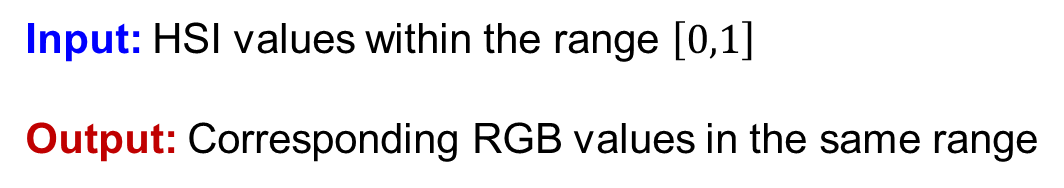 Input: HSI values within the range [0,1]
Output: Corresponding RGB values in the same range